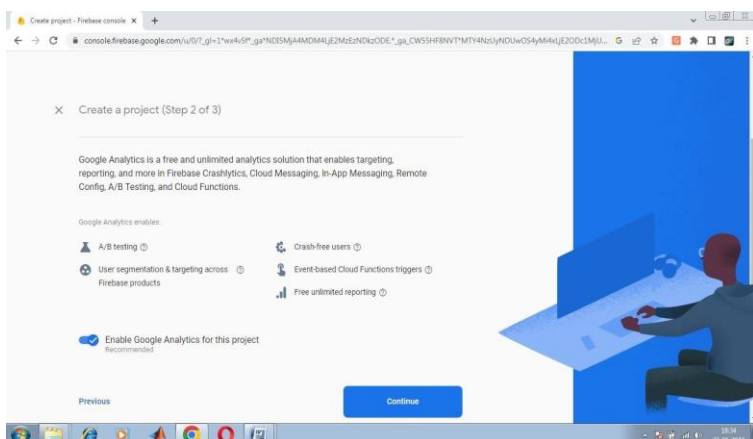 Create project - Firebase console
Create a project (Step 2 of 3)
Google Analytics is a free and unlimited analytics solution that enables targeting,
reporting, and more in Firebase Crashlytics, Cloud Messaging, In-App Messaging, Remote
Config, A/B Testing, and Cloud Functions.
Google Analytics enables:
A/B testing
Crash-free users
User segmentation & targeting across
Firebase products
Event-based Cloud Functions triggers
Free unlimited reporting
Enable Google Analytics for this project
Recommended
Previous
Continue
18:34